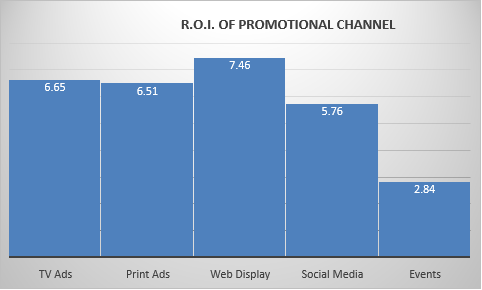 R.O.I. OF PROMOTIONAL CHANNEL
6.65
6.51
7.46
5.76
2.84
TV Ads
Print Ads
Web Display
Social Media
Events